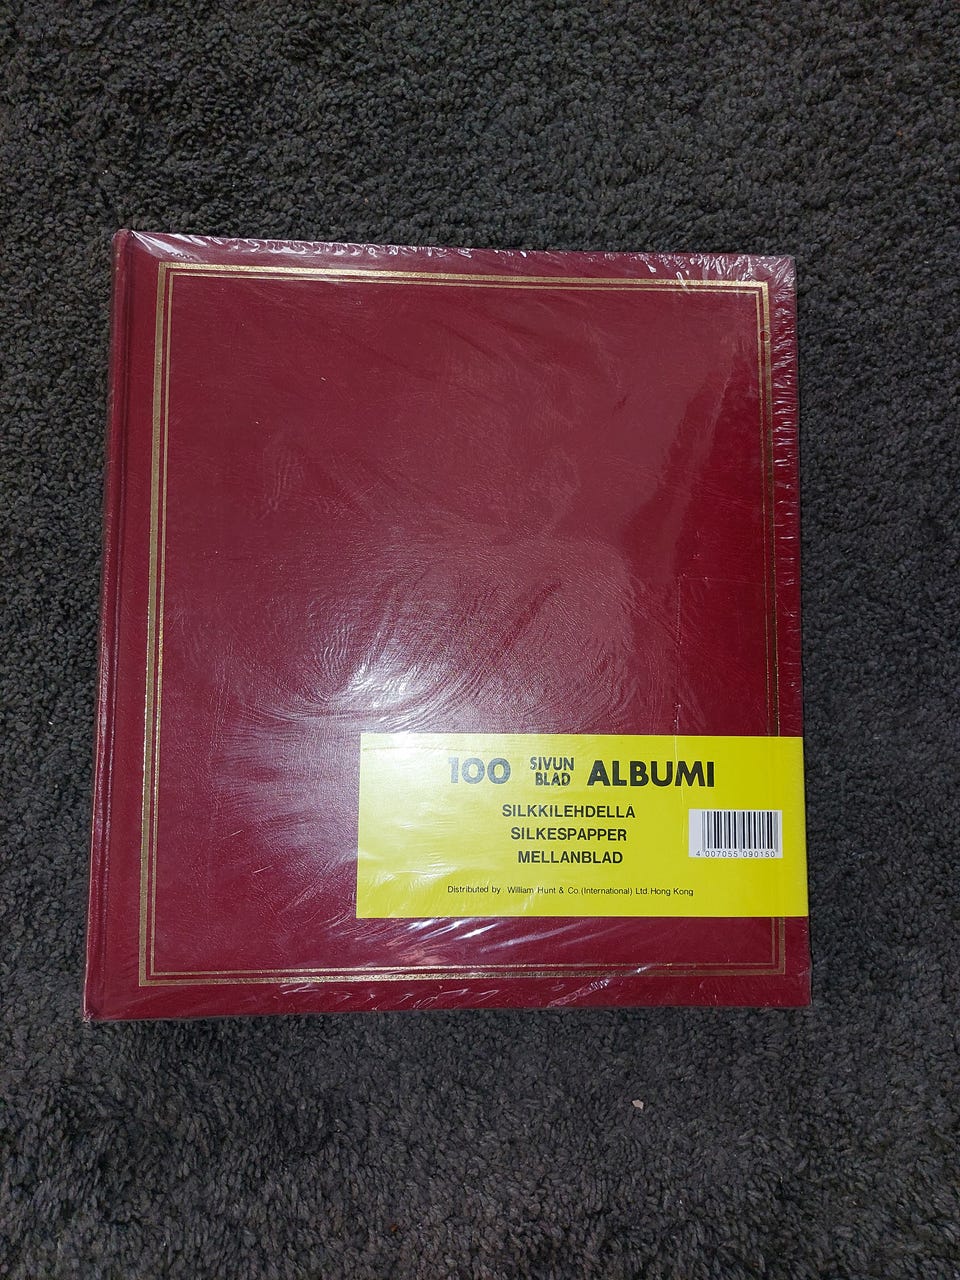 100 SIVUN BLAD ALBUMI
SILKKILEHDELLA
SILKESPAPPER
MELLANBLAD
4 007055 090150
Distributed by William Hunt & Co.(International) Ltd.Hong Kong